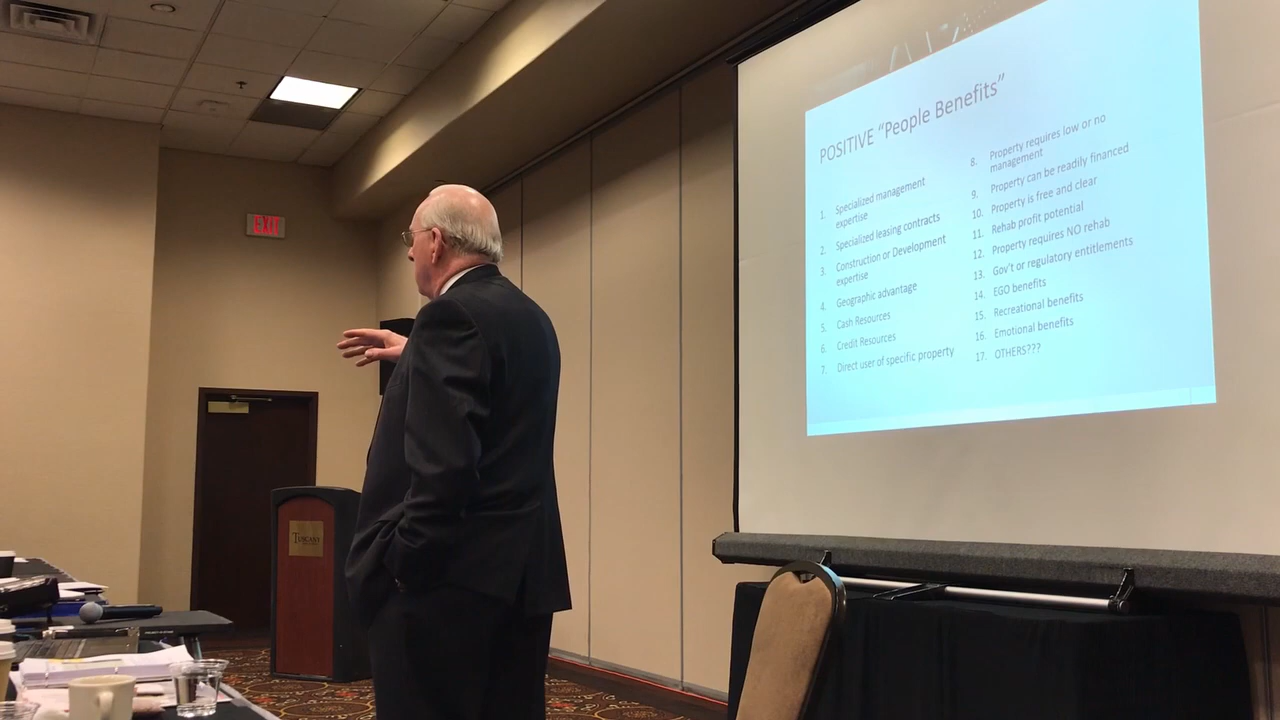 EXIT
TUSCANY
POSITIVE "People Benefits"
1. Specialized management
expertise
2. Specialized leasing contracts
3. Construction or Development
expertise
4. Geographic advantage
5. Cash Resources
6. Credit Resources
7. Direct user of specific property
8. Property requires low or no
management
9. Property can be readily financed
10. Property is free and clear
11. Rehab profit potential
12. Property requires NO rehab
13. Gov't or regulatory entitlements
14. EGO benefits
15. Recreational benefits
16. Emotional benefits
17. OTHERS???